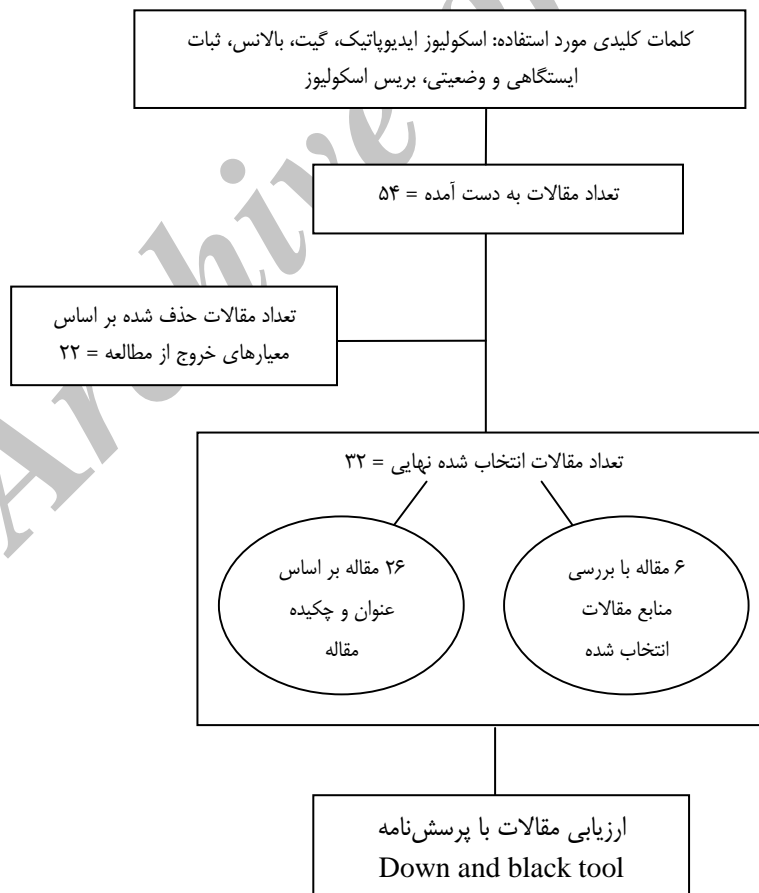 کلمات کلیدی مورد استفاده: اسکولیوز ایدیوپاتیک، گیت، بالانس، ثبات
ایستگاهی و وضعیتی، بریس اسکولیوز
تعداد مقالات به دست آمده = ۵۴
تعداد مقالات حذف شده بر اساس
معیارهای خروج از مطالعه = ۲۲
تعداد مقالات انتخاب شده نهایی = ۳۲
۶ مقاله با بررسی
منابع مقالات
انتخاب شده
۲۶ مقاله بر اساس
عنوان و چکیده
مقاله
ارزیابی مقالات با پرسش‌نامه
Down and black tool
Archive